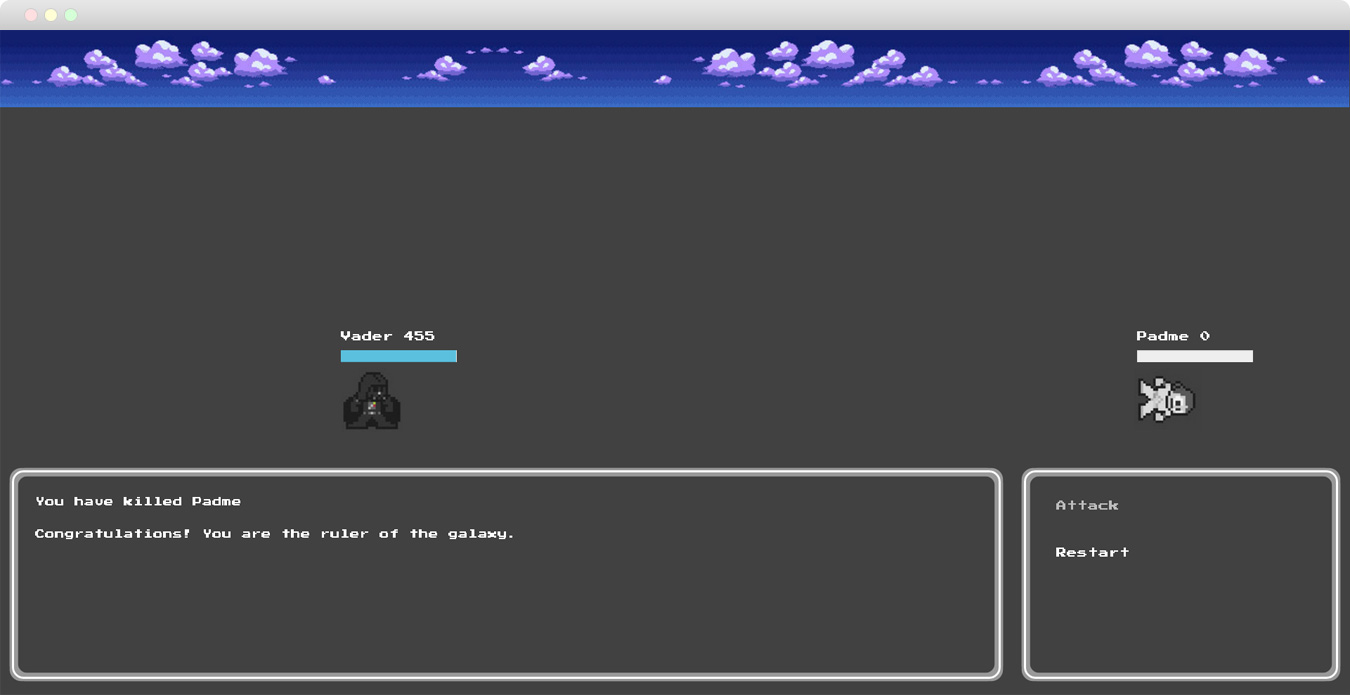 Vader 455
Padme 0
You have killed Padme
Congratulations! You are the ruler of the galaxy.
Attack
Restart